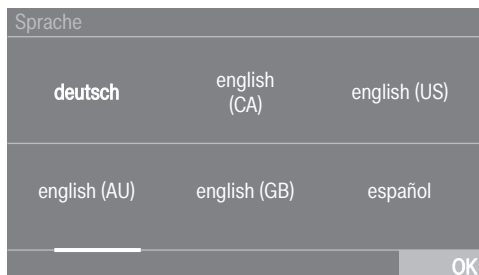 Sprache
deutsch
english
(CA)
english (US)
english (AU)
english (GB)
español
OK